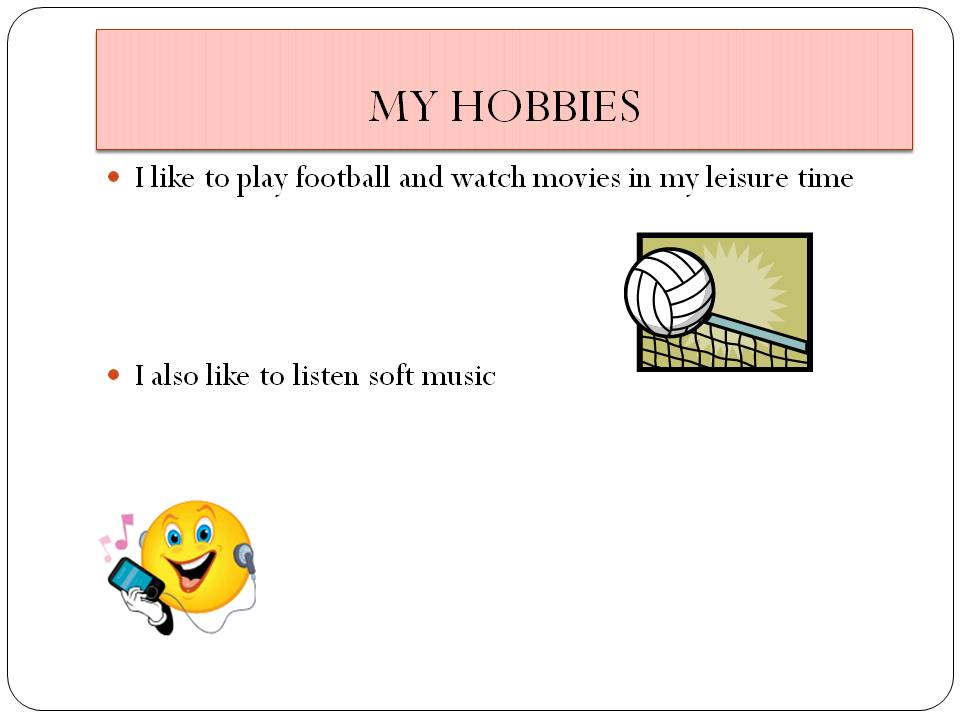 MY HOBBIES
I like to play football and watch movies in my leisure time
I also like to listen soft music